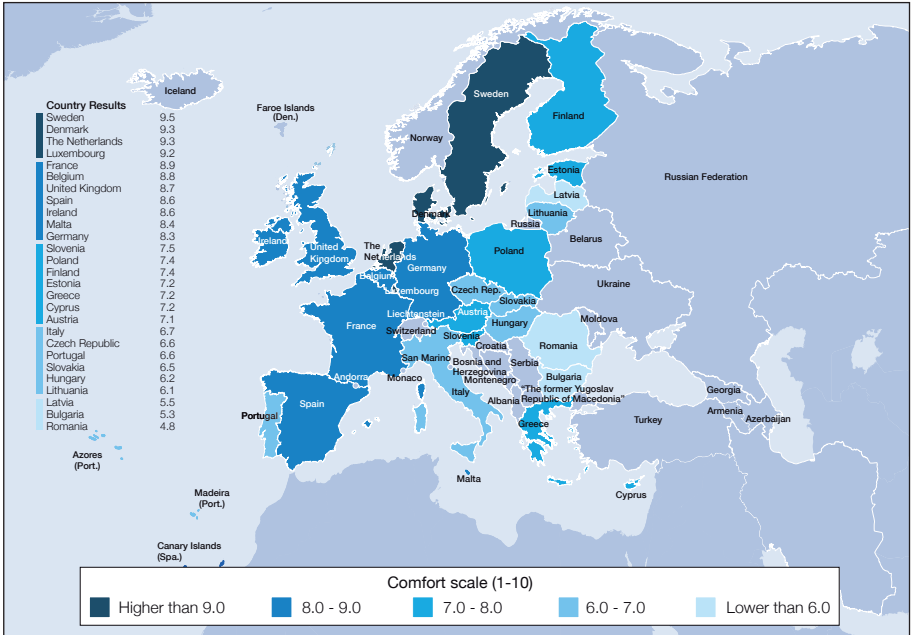 Country Results
Sweden 9.5
Denmark 9.3
The Netherlands 9.3
Luxembourg 9.2
France 8.9
Belgium 8.8
United Kingdom 8.7
Spain 8.6
Ireland 8.6
Malta 8.4
Germany 8.3
Slovenia 7.5
Poland 7.4
Finland 7.4
Estonia 7.2
Greece 7.2
Cyprus 7.2
Austria 7.1
Italy 6.7
Czech Republic 6.6
Portugal 6.6
Slovakia 6.5
Hungary 6.2
Lithuania 6.1
Latvia 5.5
Bulgaria 5.3
Romania 4.8
Iceland
Faroe Islands
(Den.)
Norway
Sweden
Finland
Russian Federation
Estonia
Latvia
Lithuania
Russia
Denmark
Belarus
Ireland
United
Kingdom
The
Netherlands
Belgium
Luxembourg
Germany
Poland
Ukraine
Czech Rep.
Slovakia
Liechtenstein
Austria
Hungary
Moldova
France
Switzerland
Slovenia
Croatia
Romania
San Marino
Bosnia and
Herzegovina
Serbia
Montenegro
Bulgaria
Andorra
Monaco
Italy
Albania
"The former Yugoslav
Republic of Macedonia"
Georgia
Armenia
Azerbaijan
Portugal
Spain
Greece
Turkey
Malta
Cyprus
Azores
(Port.)
Madeira
(Port.)
Canary Islands
(Spa.)
Comfort scale (1-10)
Higher than 9.0
8.0 - 9.0
7.0 - 8.0
6.0 - 7.0
Lower than 6.0